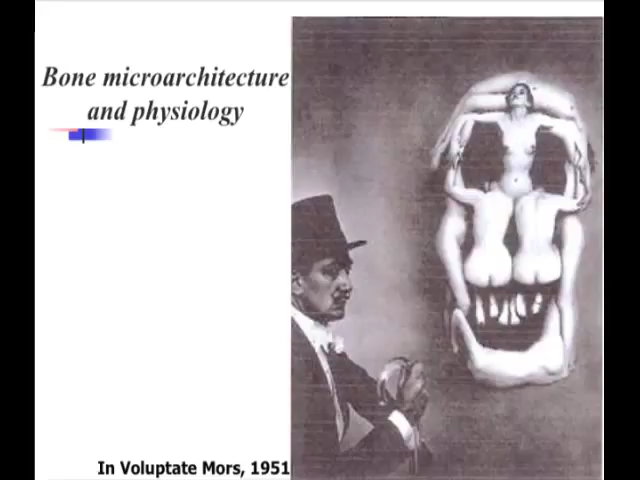 Bone microarchitecture
and physiology
In Voluptate Mors, 1951